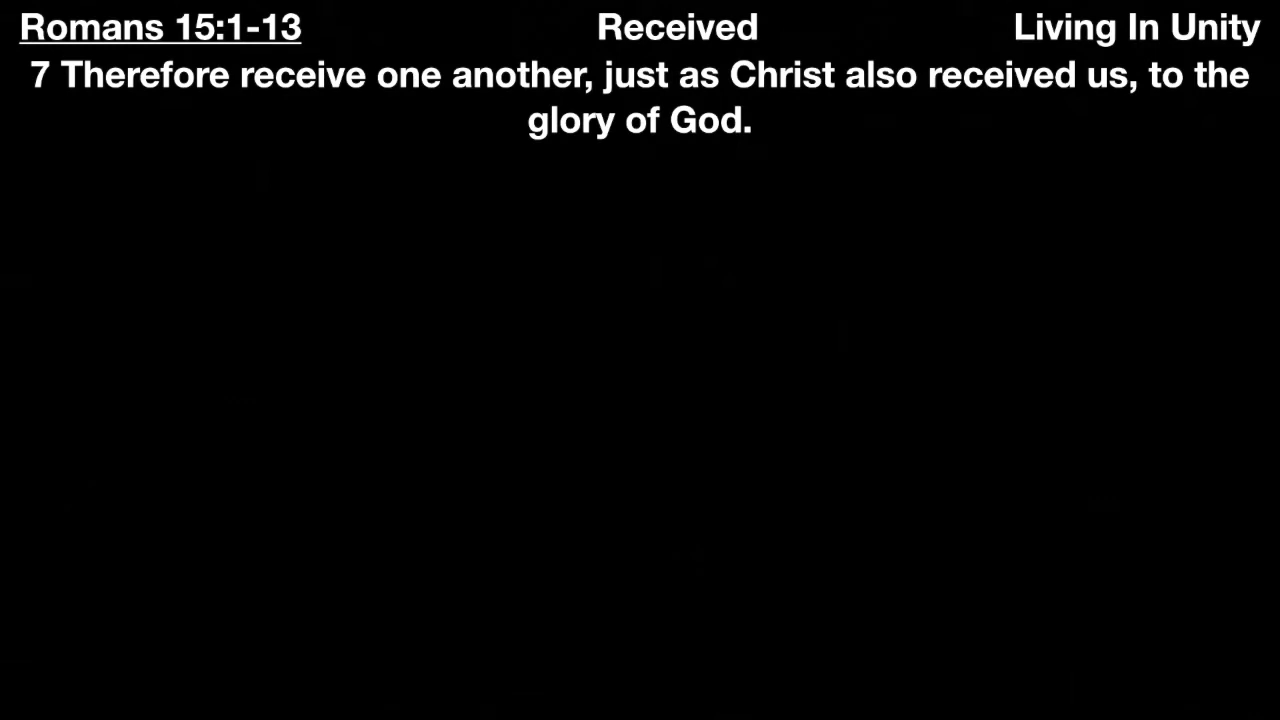 Romans 15:1-13 Received Living In Unity
7 Therefore receive one another, just as Christ also received us, to the
glory of God.